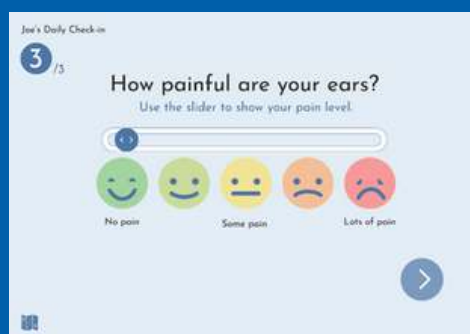 Joe's Daily Check-in
3/3
How painful are your ears?
Use the slider to show your pain level.
No pain
Some pain
Lots of pain